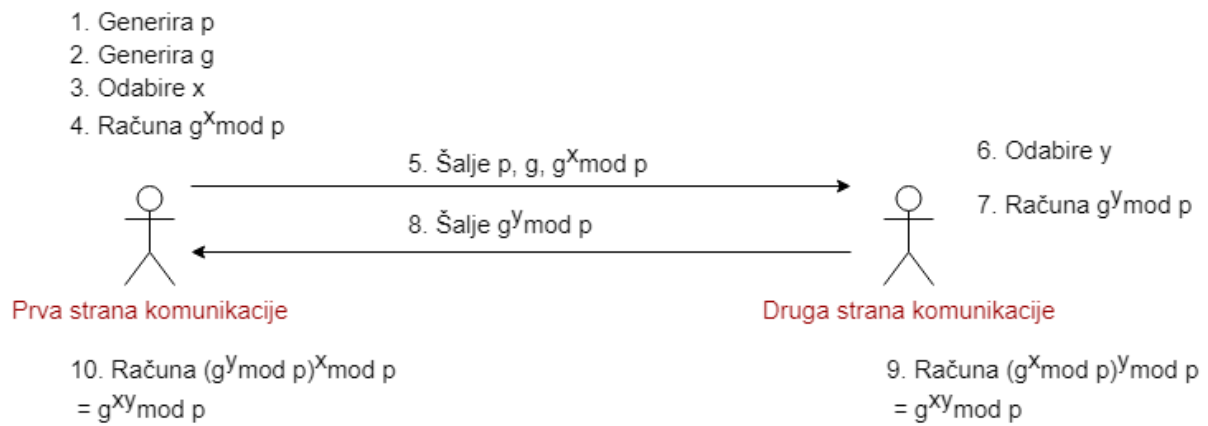 1. Generira p
2. Generira g
3. Odabire x
4. Računa g^x mod p
5. Šalje p, g, g^x mod p
6. Odabire y
7. Računa g^y mod p
8. Šalje g^y mod p
Prva strana komunikacije
Druga strana komunikacije
10. Računa (g^y mod p)^x mod p
= g^xy mod p
9. Računa (g^x mod p)^y mod p
= g^xy mod p